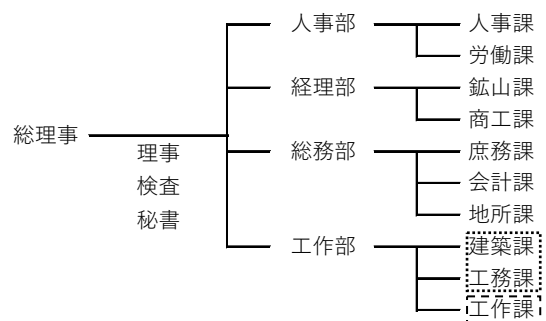 人事部 人事課
労働課
経理部 鉱山課
商工課
総理事
理事
検査
秘書
総務部 庶務課
会計課
地所課
工作部 建築課
工務課
工作課